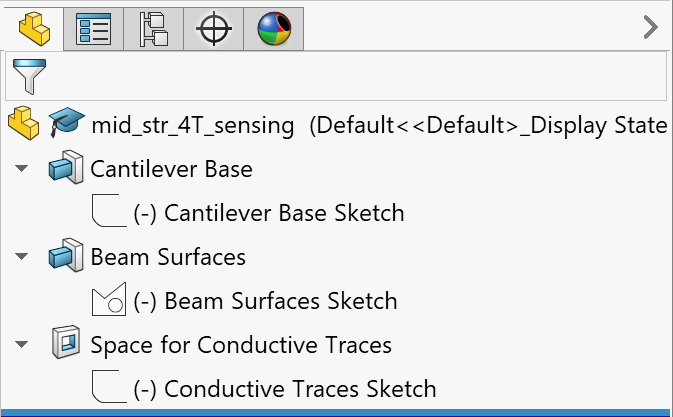 mid_str_4T_sensing (Default<<Default>_Display State
Cantilever Base
(-) Cantilever Base Sketch
Beam Surfaces
(-) Beam Surfaces Sketch
Space for Conductive Traces
(-) Conductive Traces Sketch